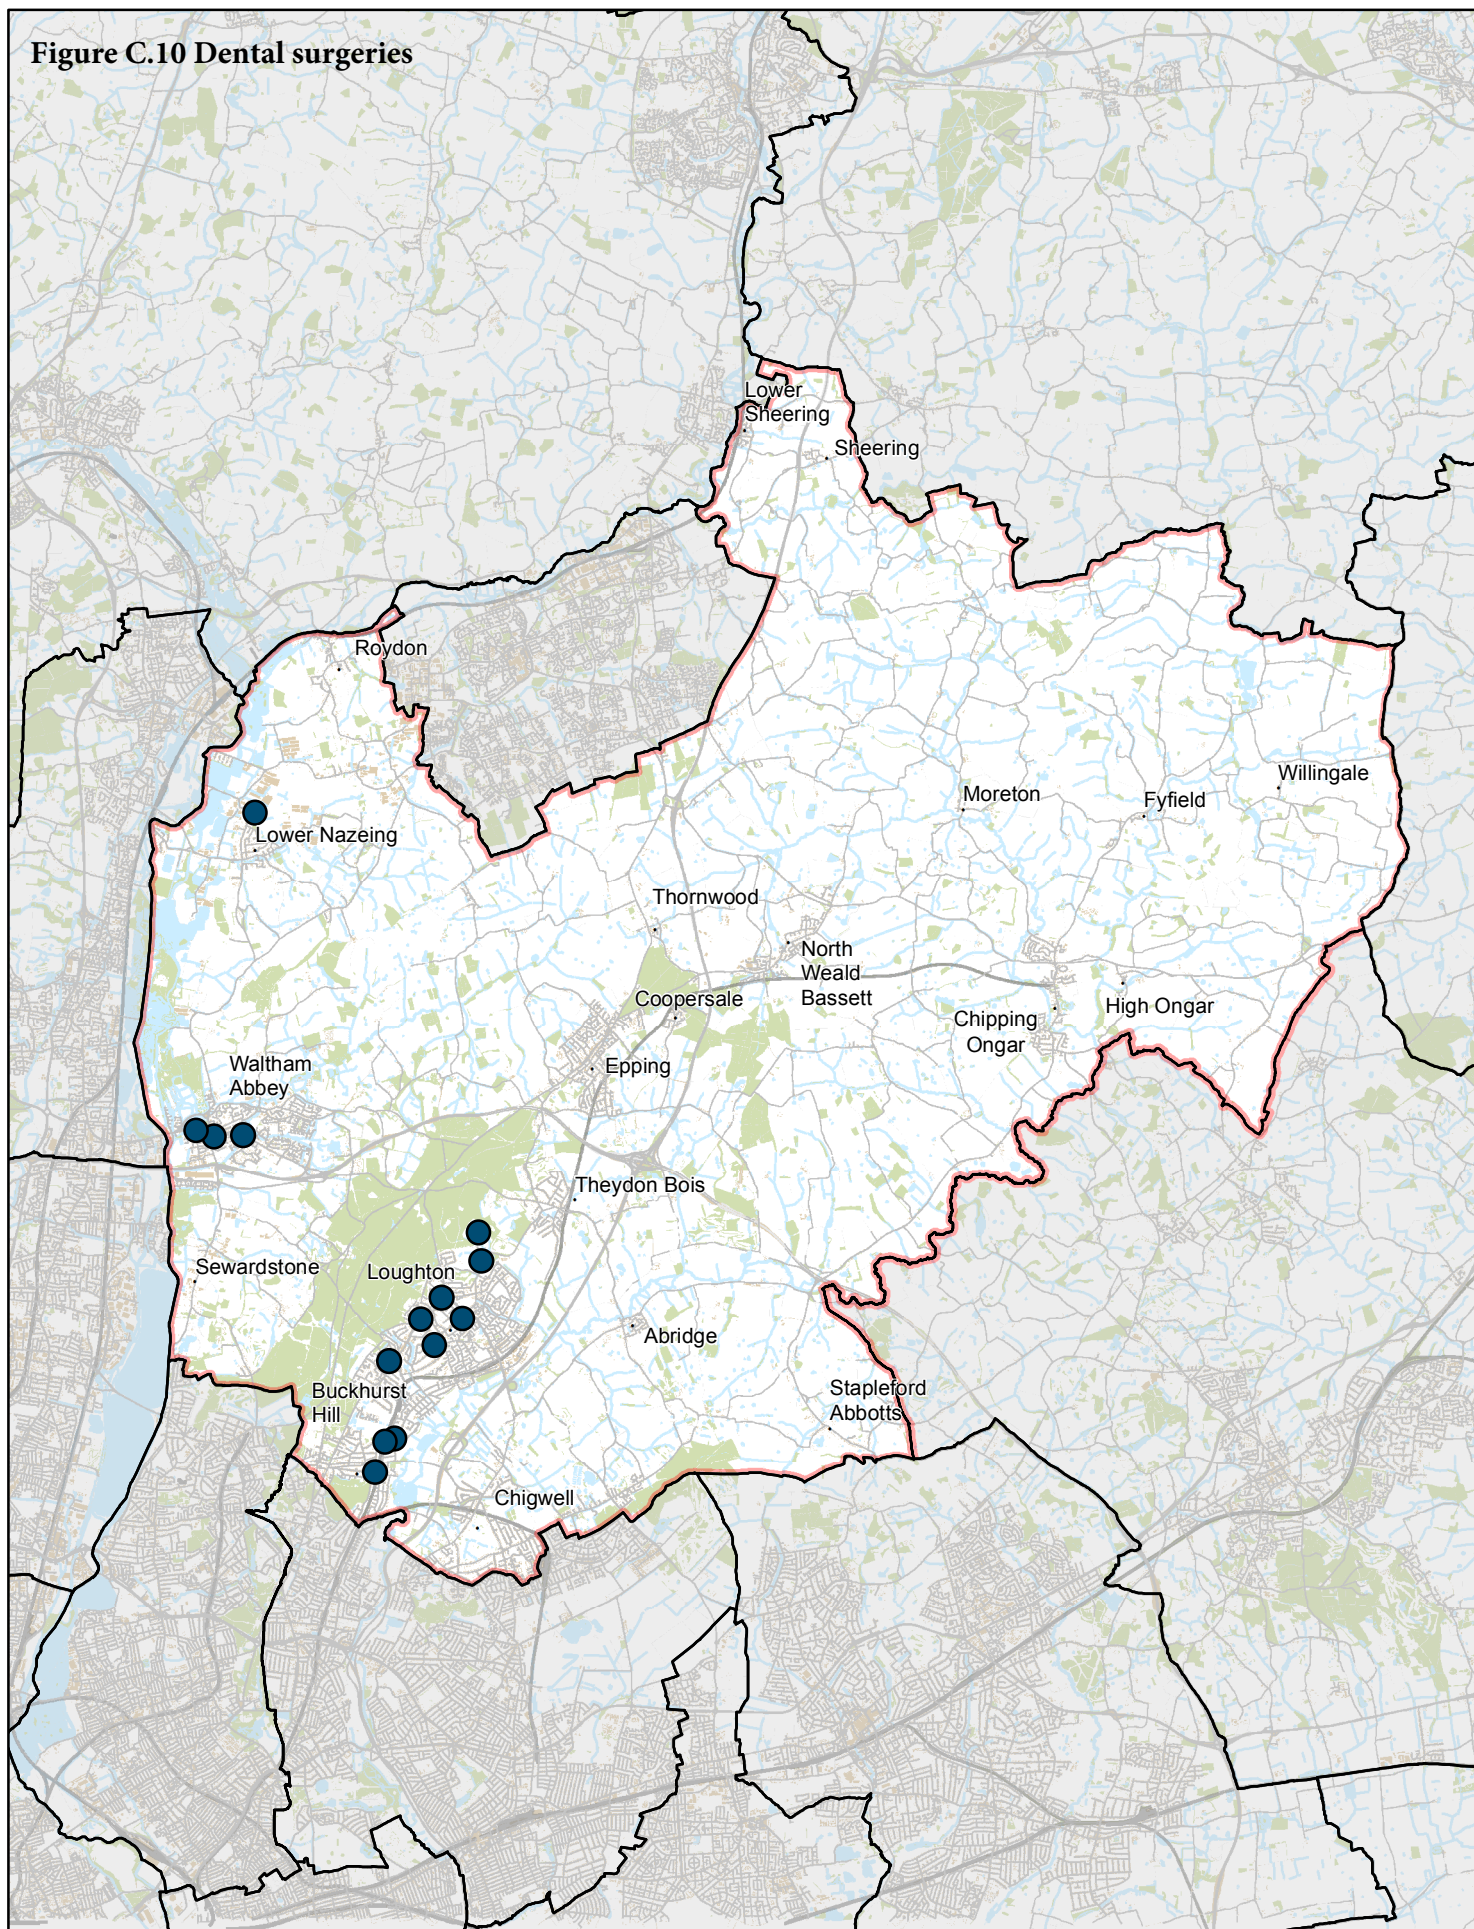 Figure C.10 Dental surgeries
Lower
Sheering
Sheering
Roydon
Willingale
Moreton
Fyfield
Lower Nazeing
Thornwood
North
Weald
Bassett
Coopersale
High Ongar
Chipping
Ongar
Waltham
Abbey
Epping
Theydon Bois
Sewardstone
Loughton
Abridge
Buckhurst
Hill
Stapleford
Abbotts
Chigwell